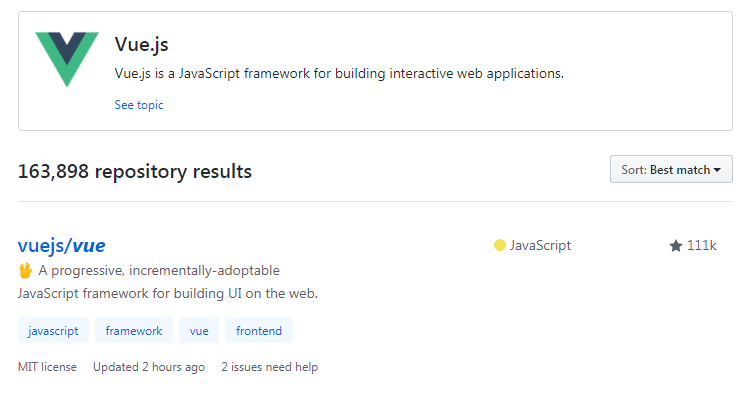 Vue.js
Vue.js is a JavaScript framework for building interactive web applications.
See topic
163,898 repository results
Sort: Best match
vuejs/vue
JavaScript
111k
🖖 A progressive, incrementally-adoptable
JavaScript framework for building UI on the web.
javascript framework vue frontend
MIT license Updated 2 hours ago 2 issues need help